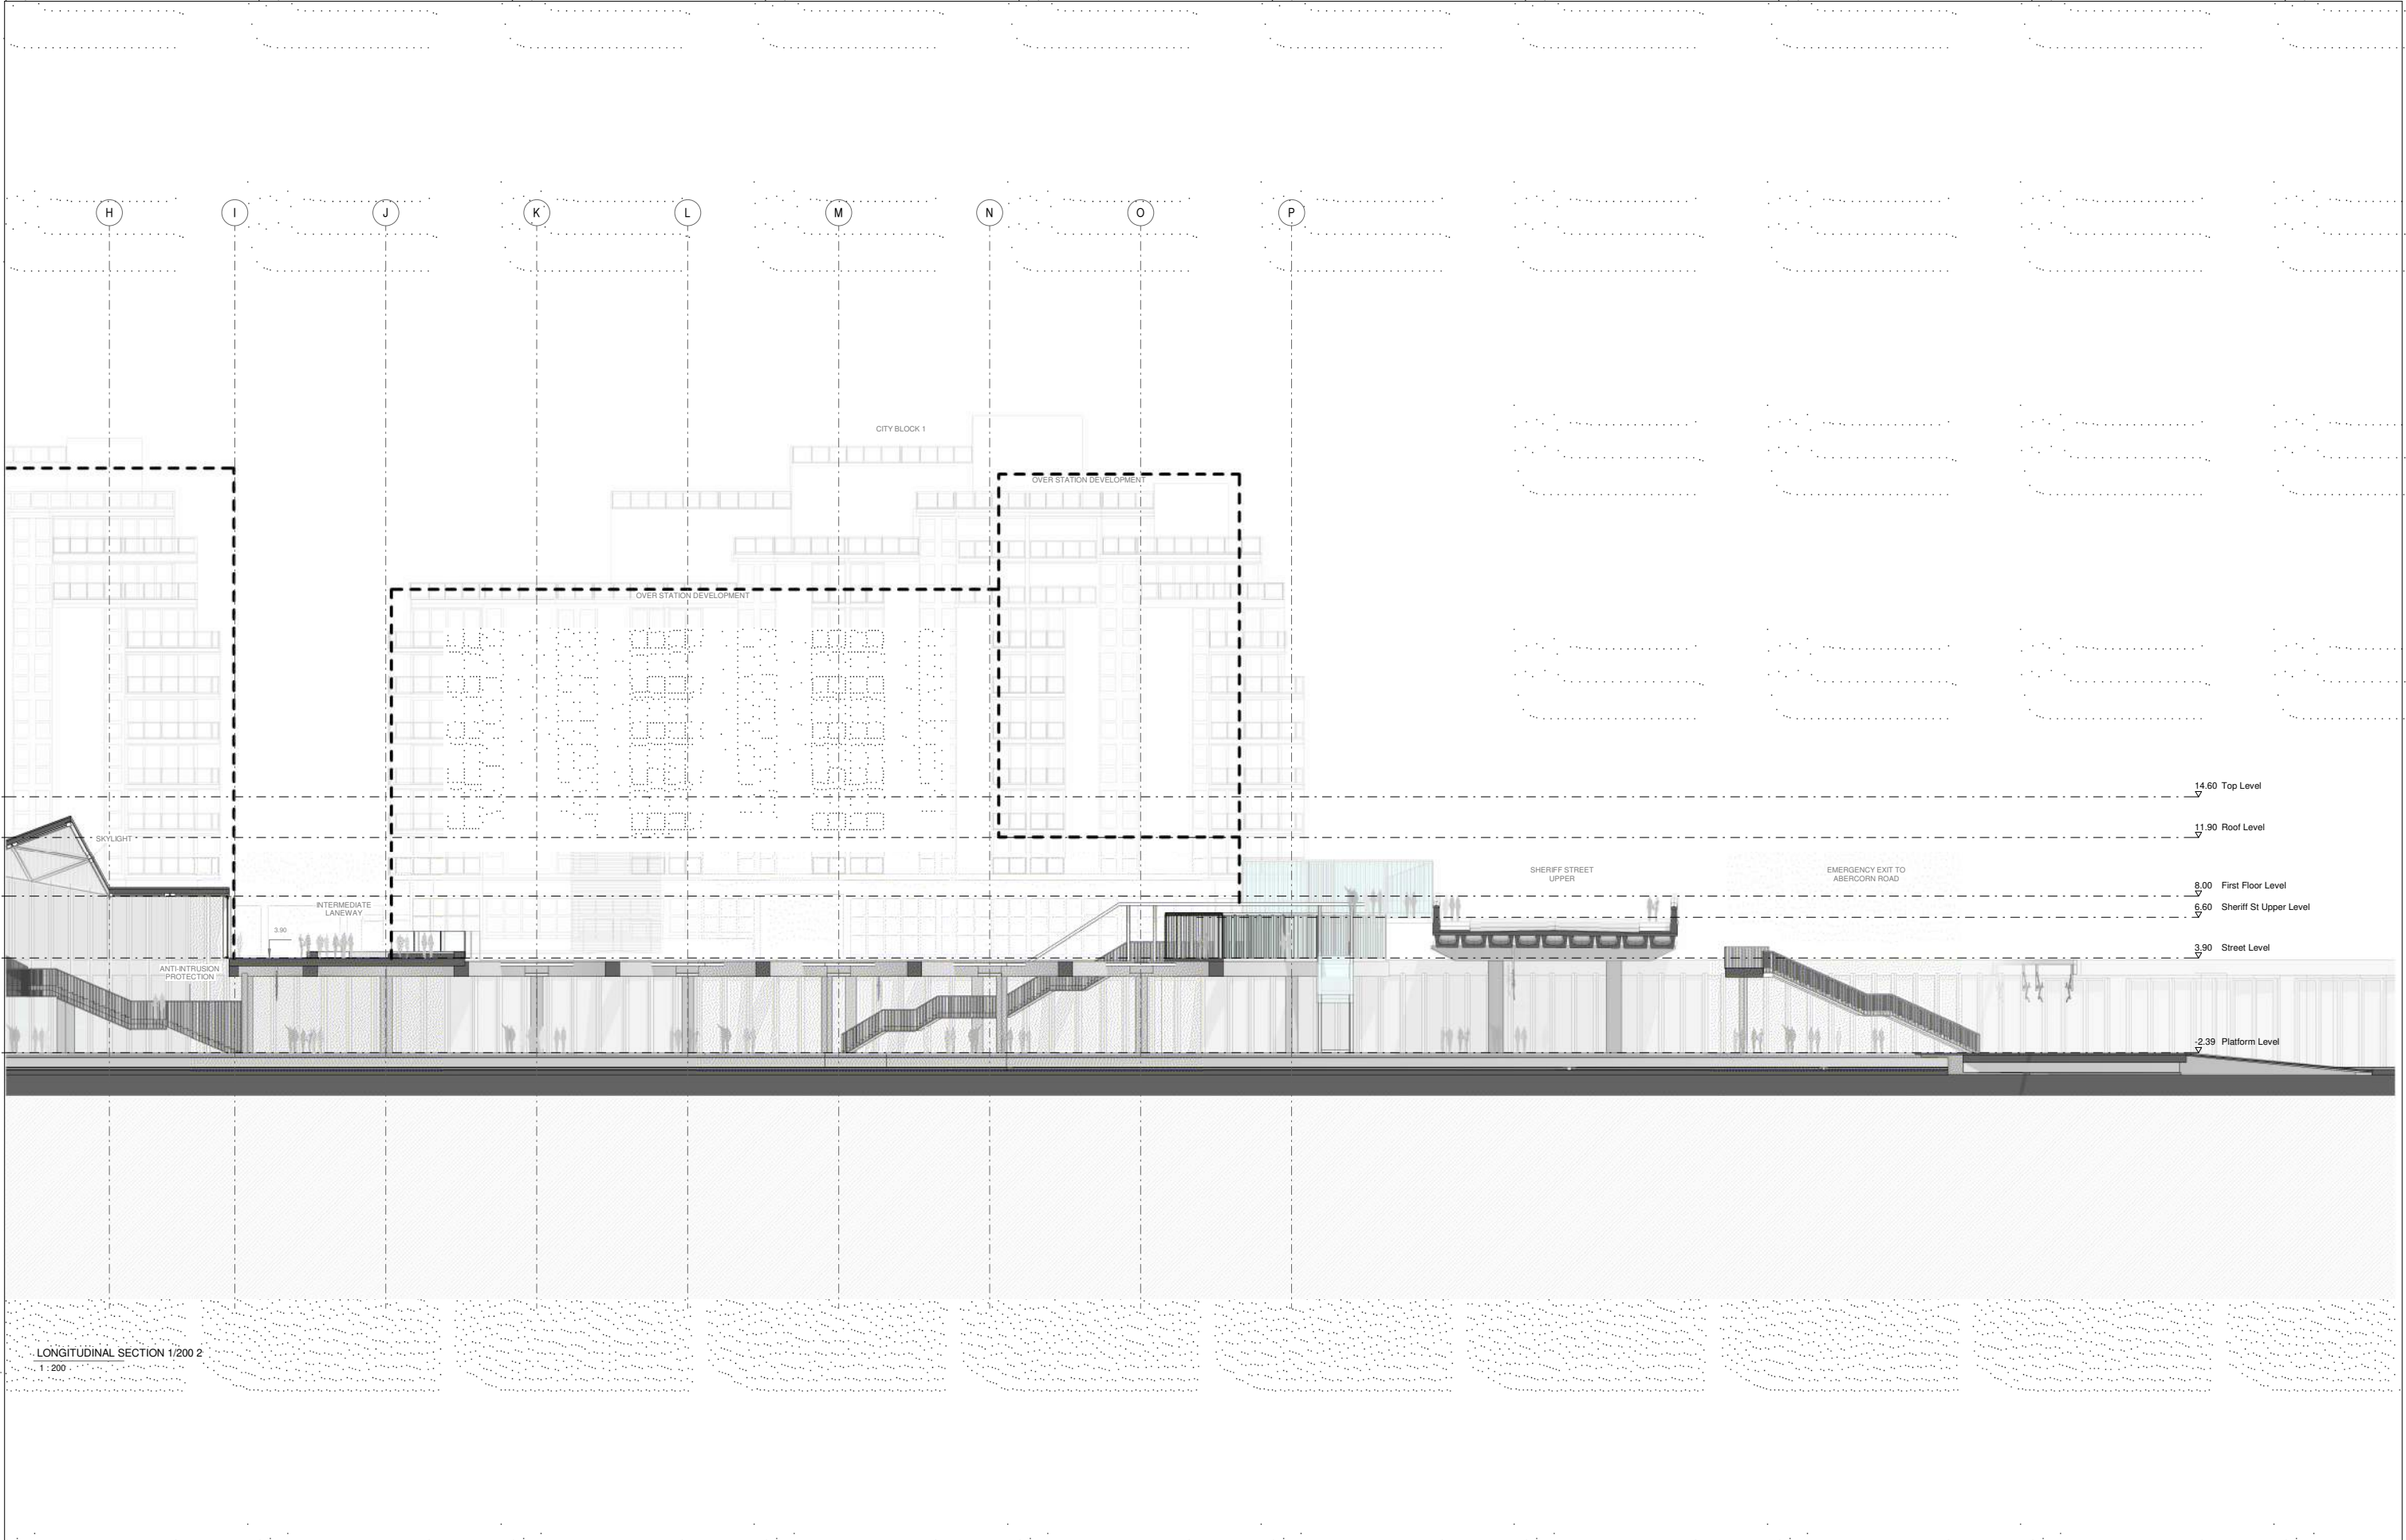 H I J K L M N O P
CITY BLOCK 1
OVER STATION DEVELOPMENT
OVER STATION DEVELOPMENT
14.60 Top Level
11.90 Roof Level
SKYLIGHT
SHERIFF STREET
UPPER
EMERGENCY EXIT TO
ABERCORN ROAD
8.00 First Floor Level
INTERMEDIATE
LANEWAY
6.60 Sheriff St Upper Level
3.90
3.90 Street Level
ANTI-INTRUSION
PROTECTION
-2.39 Platform Level
LONGITUDINAL SECTION 1/200 2
1 : 200